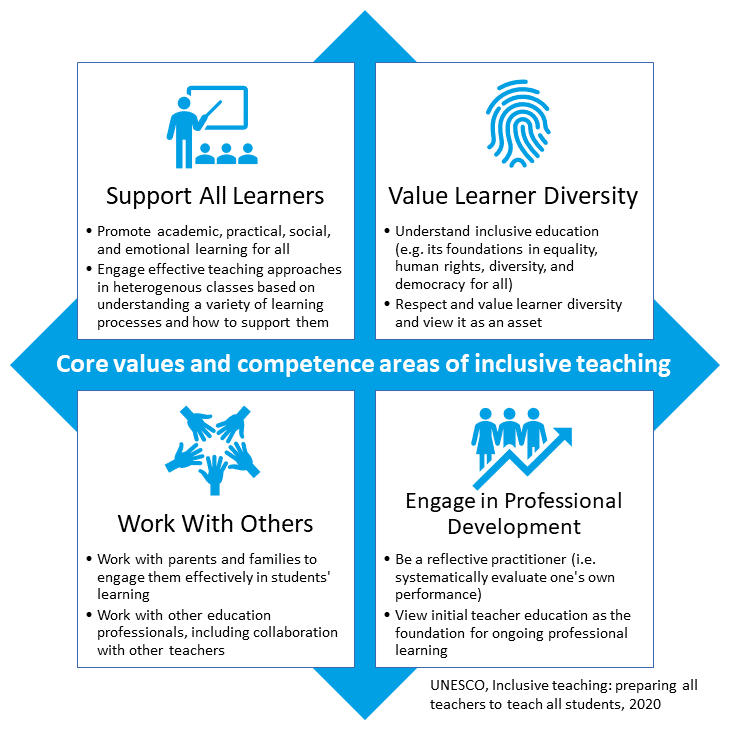 Support All Learners
• Promote academic, practical, social,
and emotional learning for all
• Engage effective teaching approaches
in heterogenous classes based on
understanding a variety of learning
processes and how to support them
Value Learner Diversity
• Understand inclusive education
(e.g. its foundations in equality,
human rights, diversity, and
democracy for all)
• Respect and value learner diversity
and view it as an asset
Core values and competence areas of inclusive teaching
Work With Others
• Work with parents and families to
engage them effectively in students'
learning
• Work with other education
professionals, including collaboration
with other teachers
Engage in Professional
Development
• Be a reflective practitioner (i.e.
systematically evaluate one's own
performance)
• View initial teacher education as the
foundation for ongoing professional
learning
UNESCO, Inclusive teaching: preparing all
teachers to teach all students, 2020